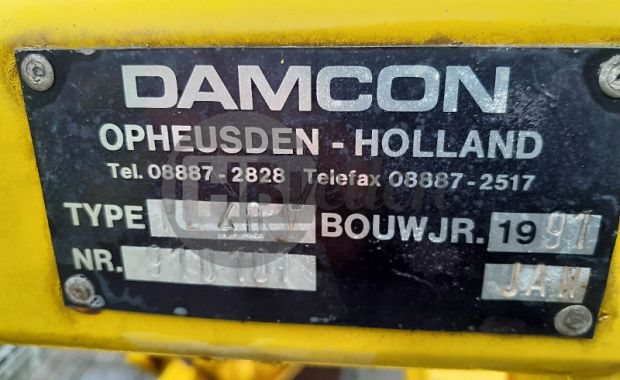 DAMCON
OPHEUSDEN - HOLLAND
Tel. 08887-2828 Telefax 08887-2517
TYPE BOUWJR. 1991
NR. JAN